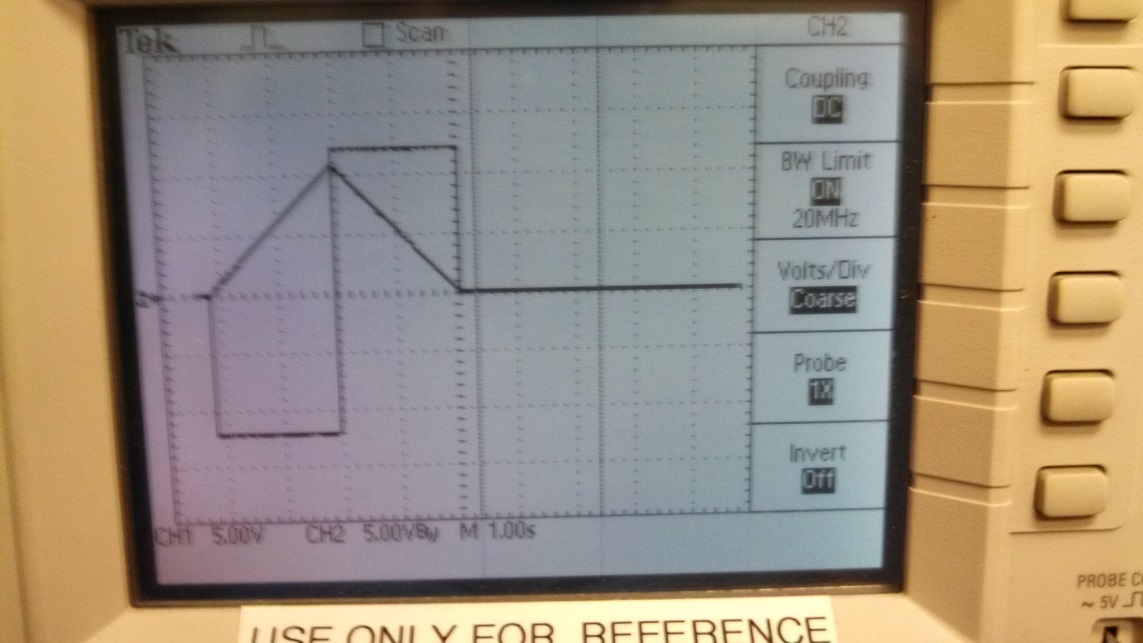 Tek Scan CH2
Coupling
DC
BW Limit
ON
20MHz
Volts/Div
Coarse
Probe
1X
Invert
Off
2
CH1 5.00V CH2 5.00VBW M 1.00s
PROBE C
~ 5V
USE ONLY FOR REFERENCE